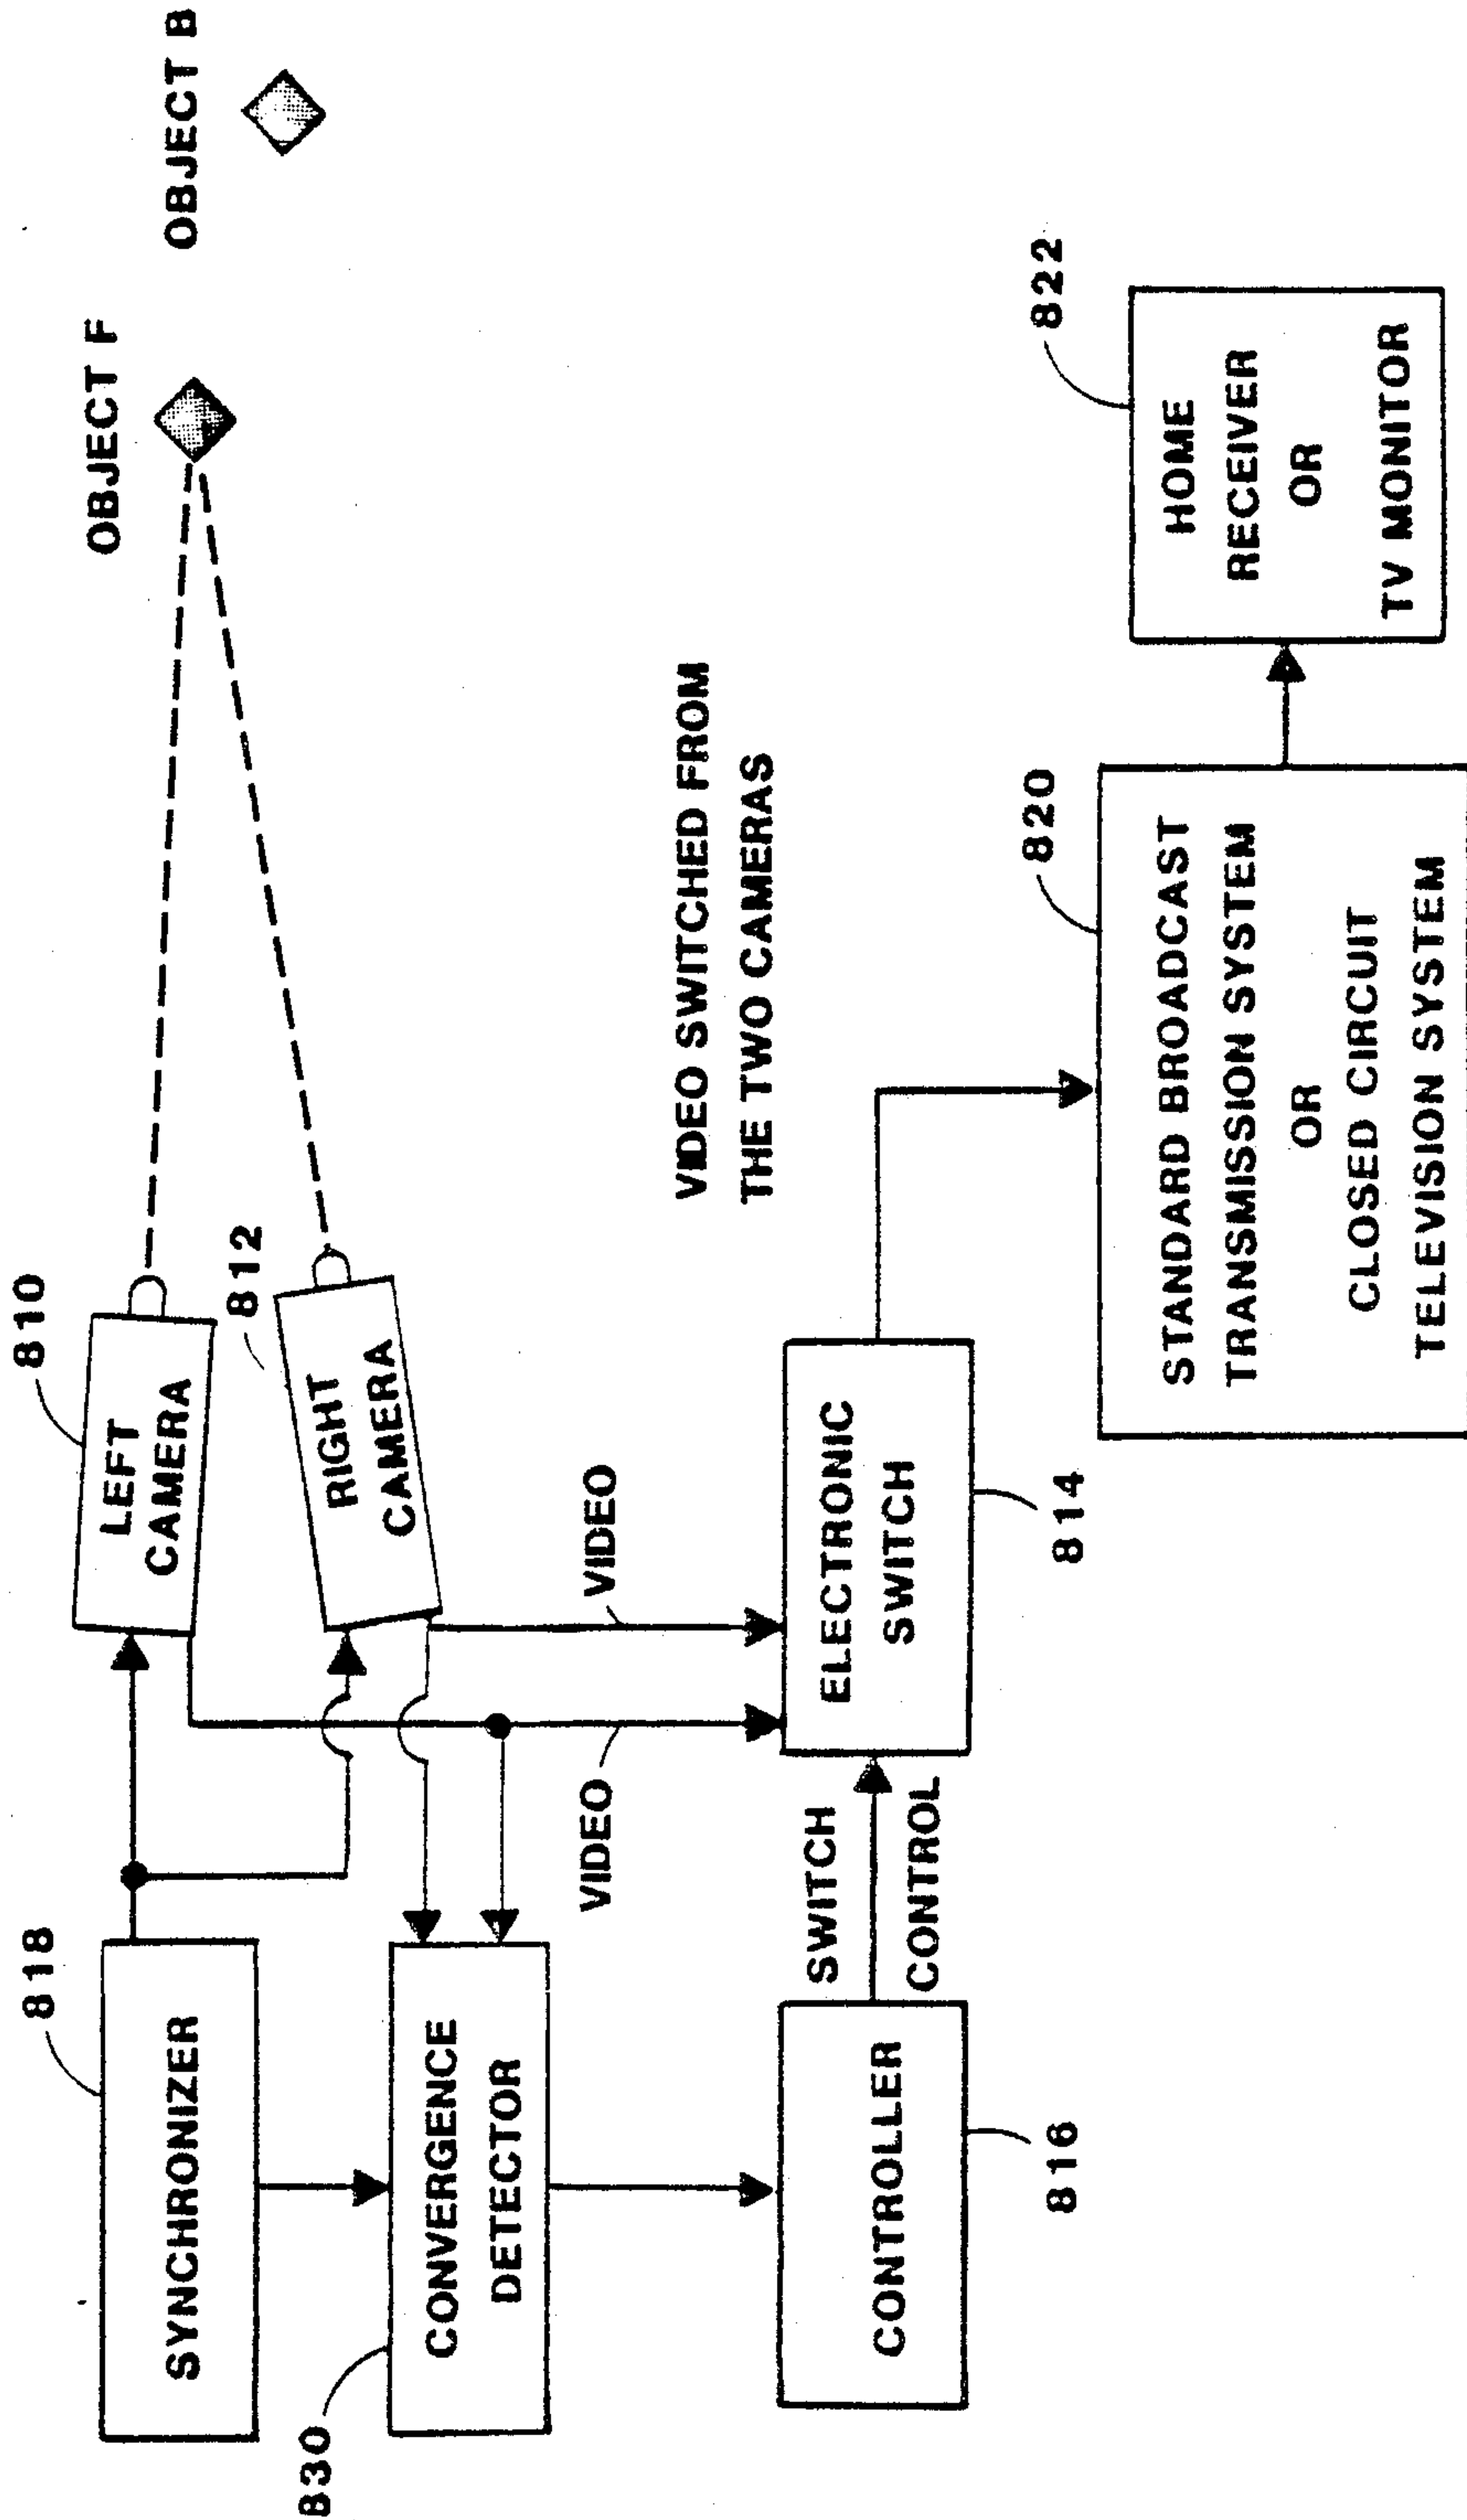 OBJECT B
OBJECT F
810
LEFT
CAMERA
812
RIGHT
CAMERA
818
SYNCHRONIZER
830
CONVERGENCE
DETECTOR
VIDEO
VIDEO
VIDEO SWITCHED FROM
THE TWO CAMERAS
CONTROLLER
816
SWITCH
CONTROL
ELECTRONIC
SWITCH
814
820
STANDARD BROADCAST
TRANSMISSION SYSTEM
OR
CLOSED CIRCUIT
TELEVISION SYSTEM
822
HOME
RECEIVER
OR
TV MONITOR